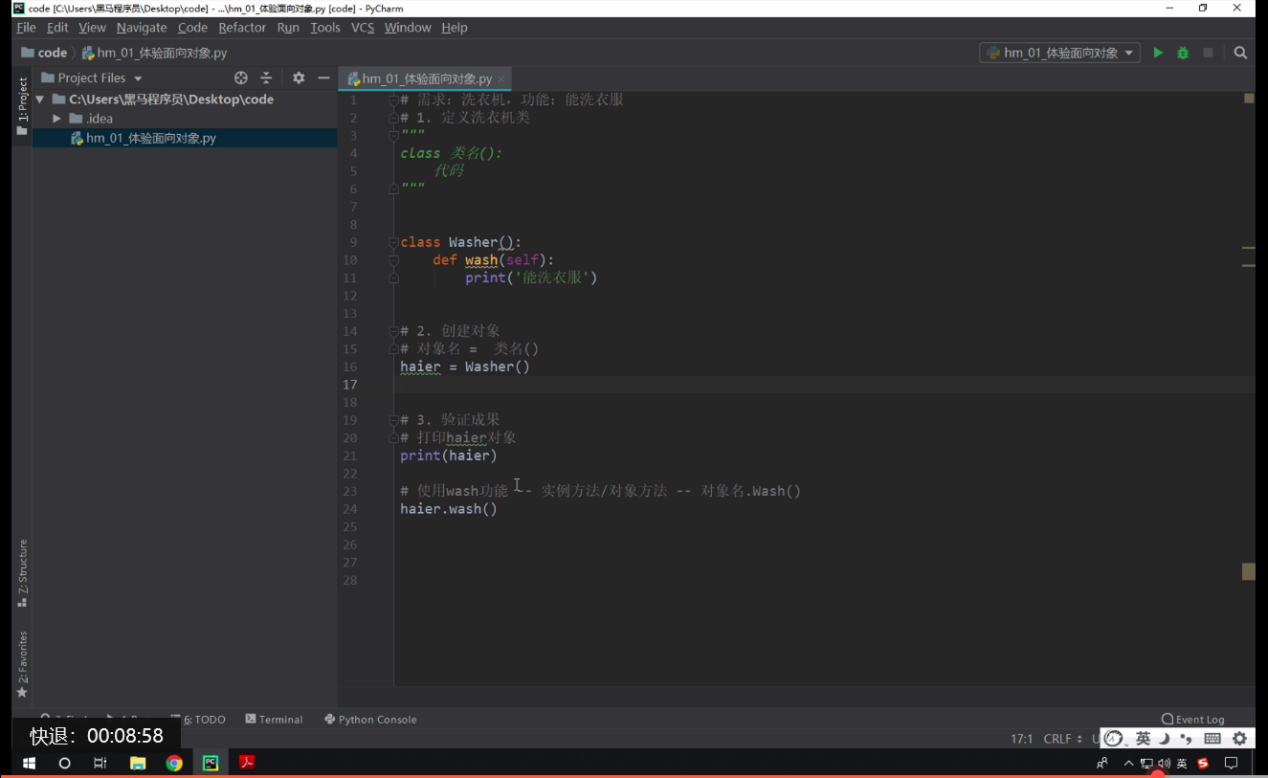 code [C:\Users\黑马程序员\Desktop\code] - ...\hm_01_体验面向对象.py [code] - PyCharm
File Edit View Navigate Code Refactor Run Tools VCS Window Help
code hm_01_体验面向对象.py
hm_01_体验面向对象
Project Files
hm_01_体验面向对象.py
1: Project
C:\Users\黑马程序员\Desktop\code
.idea
hm_01_体验面向对象.py
1 # 需求：洗衣机，功能：能洗衣服
2 # 1. 定义洗衣机类
3 """
4 class 类名():
5 代码
6 """
7
8
9 class Washer():
10 def wash(self):
11 print('能洗衣服')
12
13
14 # 2. 创建对象
15 # 对象名 = 类名()
16 haier = Washer()
17
18
19 # 3. 验证成果
20 # 打印haier对象
21 print(haier)
22
23 # 使用wash功能 -- 实例方法/对象方法 -- 对象名.Wash()
24 haier.wash()
25
26
27
28
Z: Structure
2: Favorites
6: TODO Terminal Python Console Event Log
快退：00:08:58
17:1 CRLF
英
英